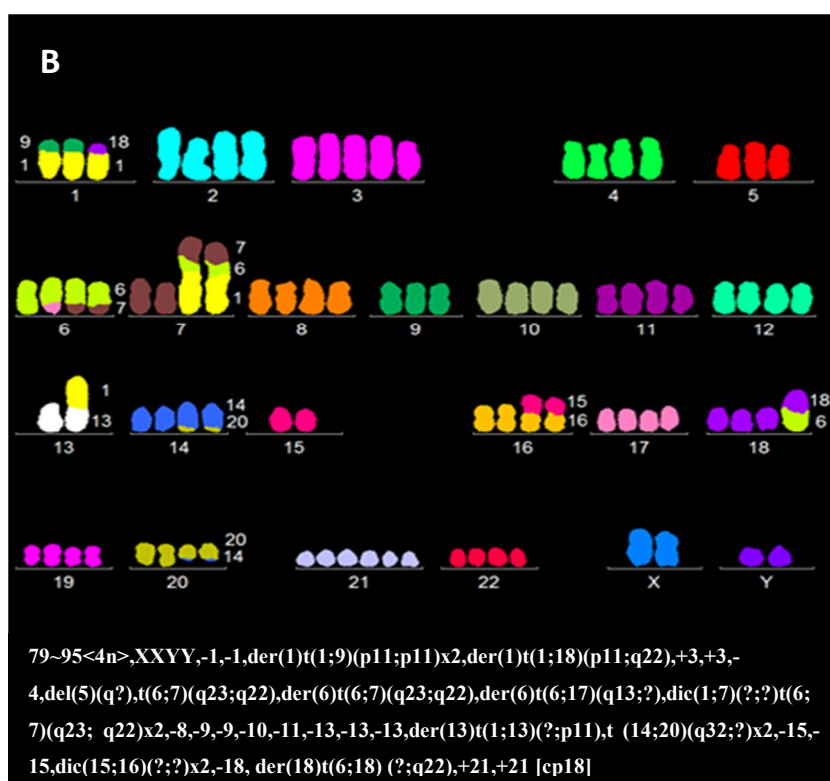 B
9 18
1 1
1 2 3 4 5
7
6 6
7 1
6 7 8 9 10 11 12
1 14 15 18
13 20 16 6
13 14 15 16 17 18
20
14
19 20 21 22 X Y
79~95<4n>,XXYY,-1,-1,der(1)t(1;9)(p11;p11)x2,der(1)t(1;18)(p11;q22),+3,+3,-
4,del(5)(q?),t(6;7)(q23;q22),der(6)t(6;7)(q23;q22),der(6)t(6;17)(q13;?),dic(1;7)(?;?)t(6;
7)(q23; q22)x2,-8,-9,-9,-10,-11,-13,-13,-13,der(13)t(1;13)(?;p11),t (14;20)(q32;?)x2,-15,-
15,dic(15;16)(?;?)x2,-18, der(18)t(6;18) (?;q22),+21,+21 [cp18]